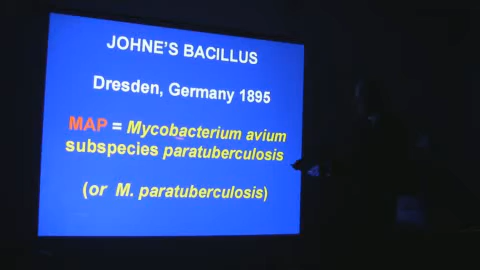 JOHNE'S BACILLUS
Dresden, Germany 1895
MAP = Mycobacterium avium
subspecies paratuberculosis
(or M. paratuberculosis)